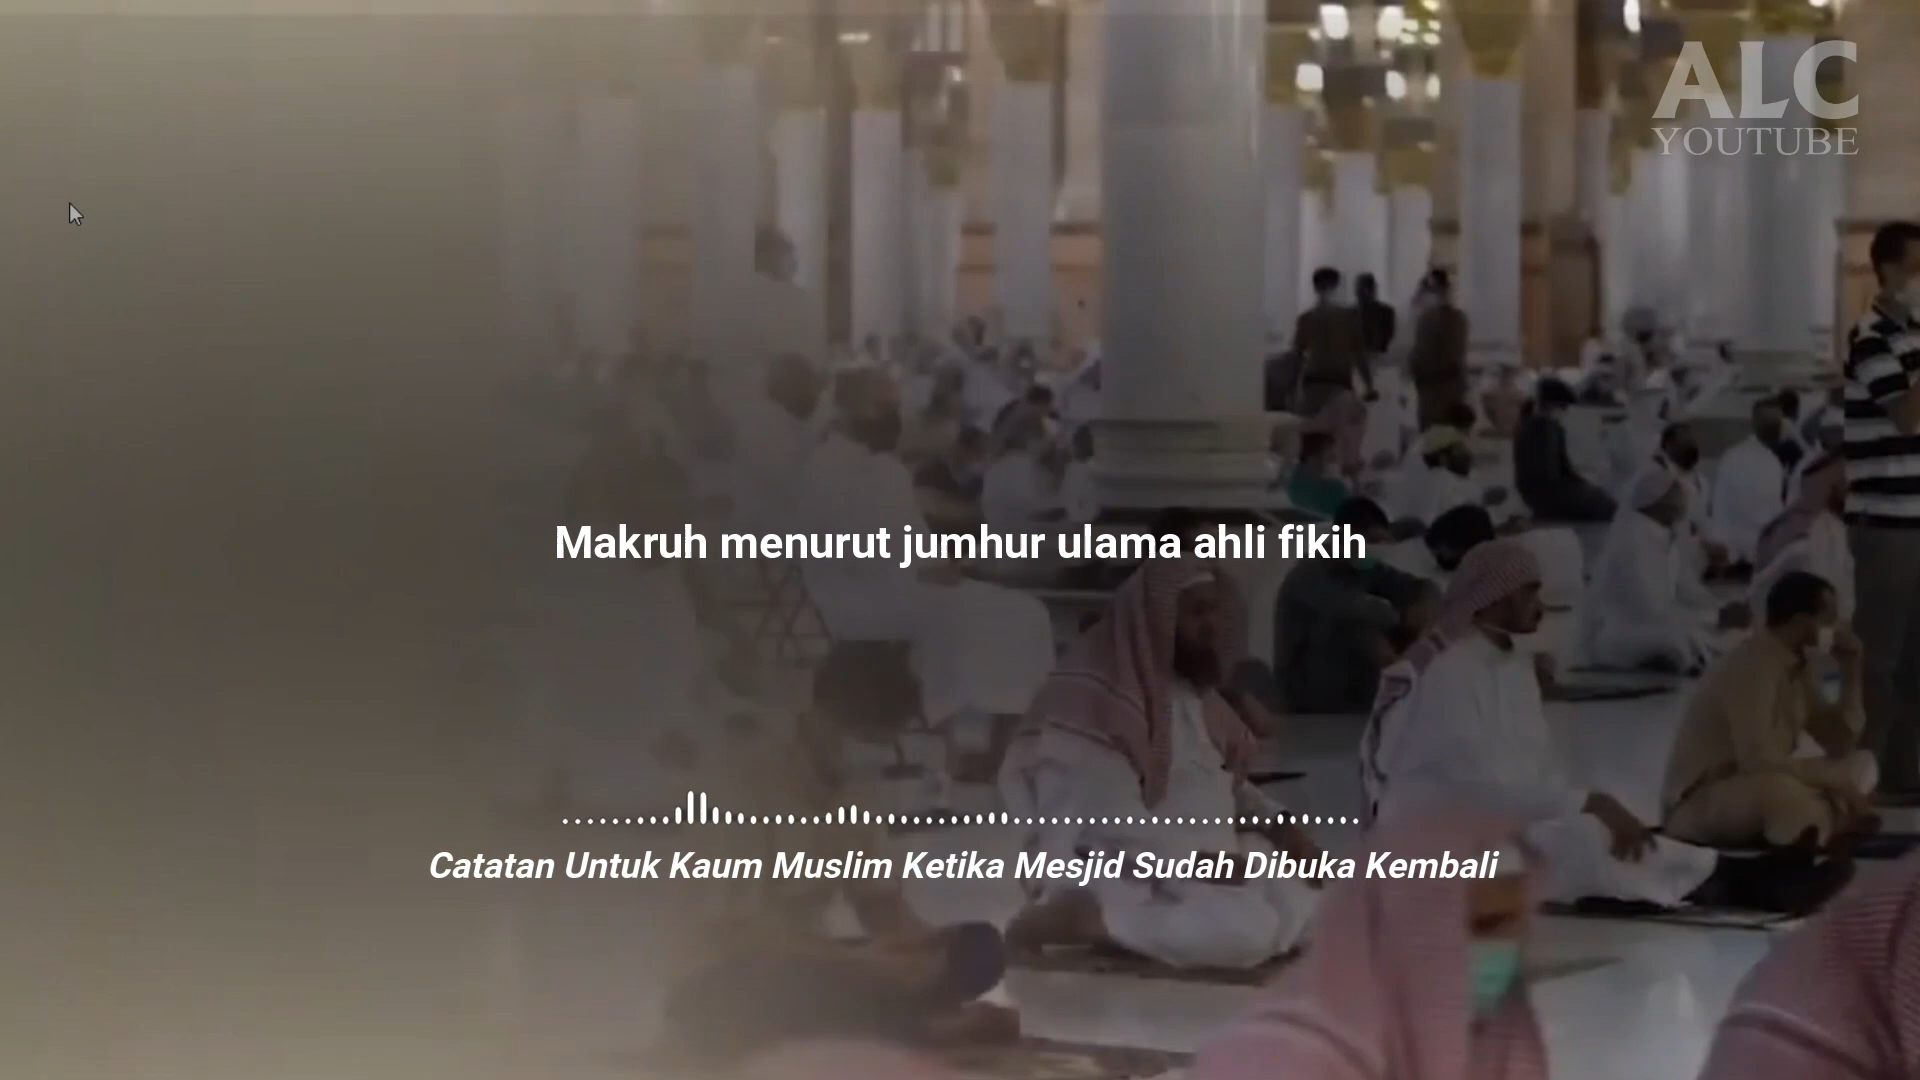 ALC
YOUTUBE
Makruh menurut jumhur ulama ahli fikih
Catatan Untuk Kaum Muslim Ketika Mesjid Sudah Dibuka Kembali